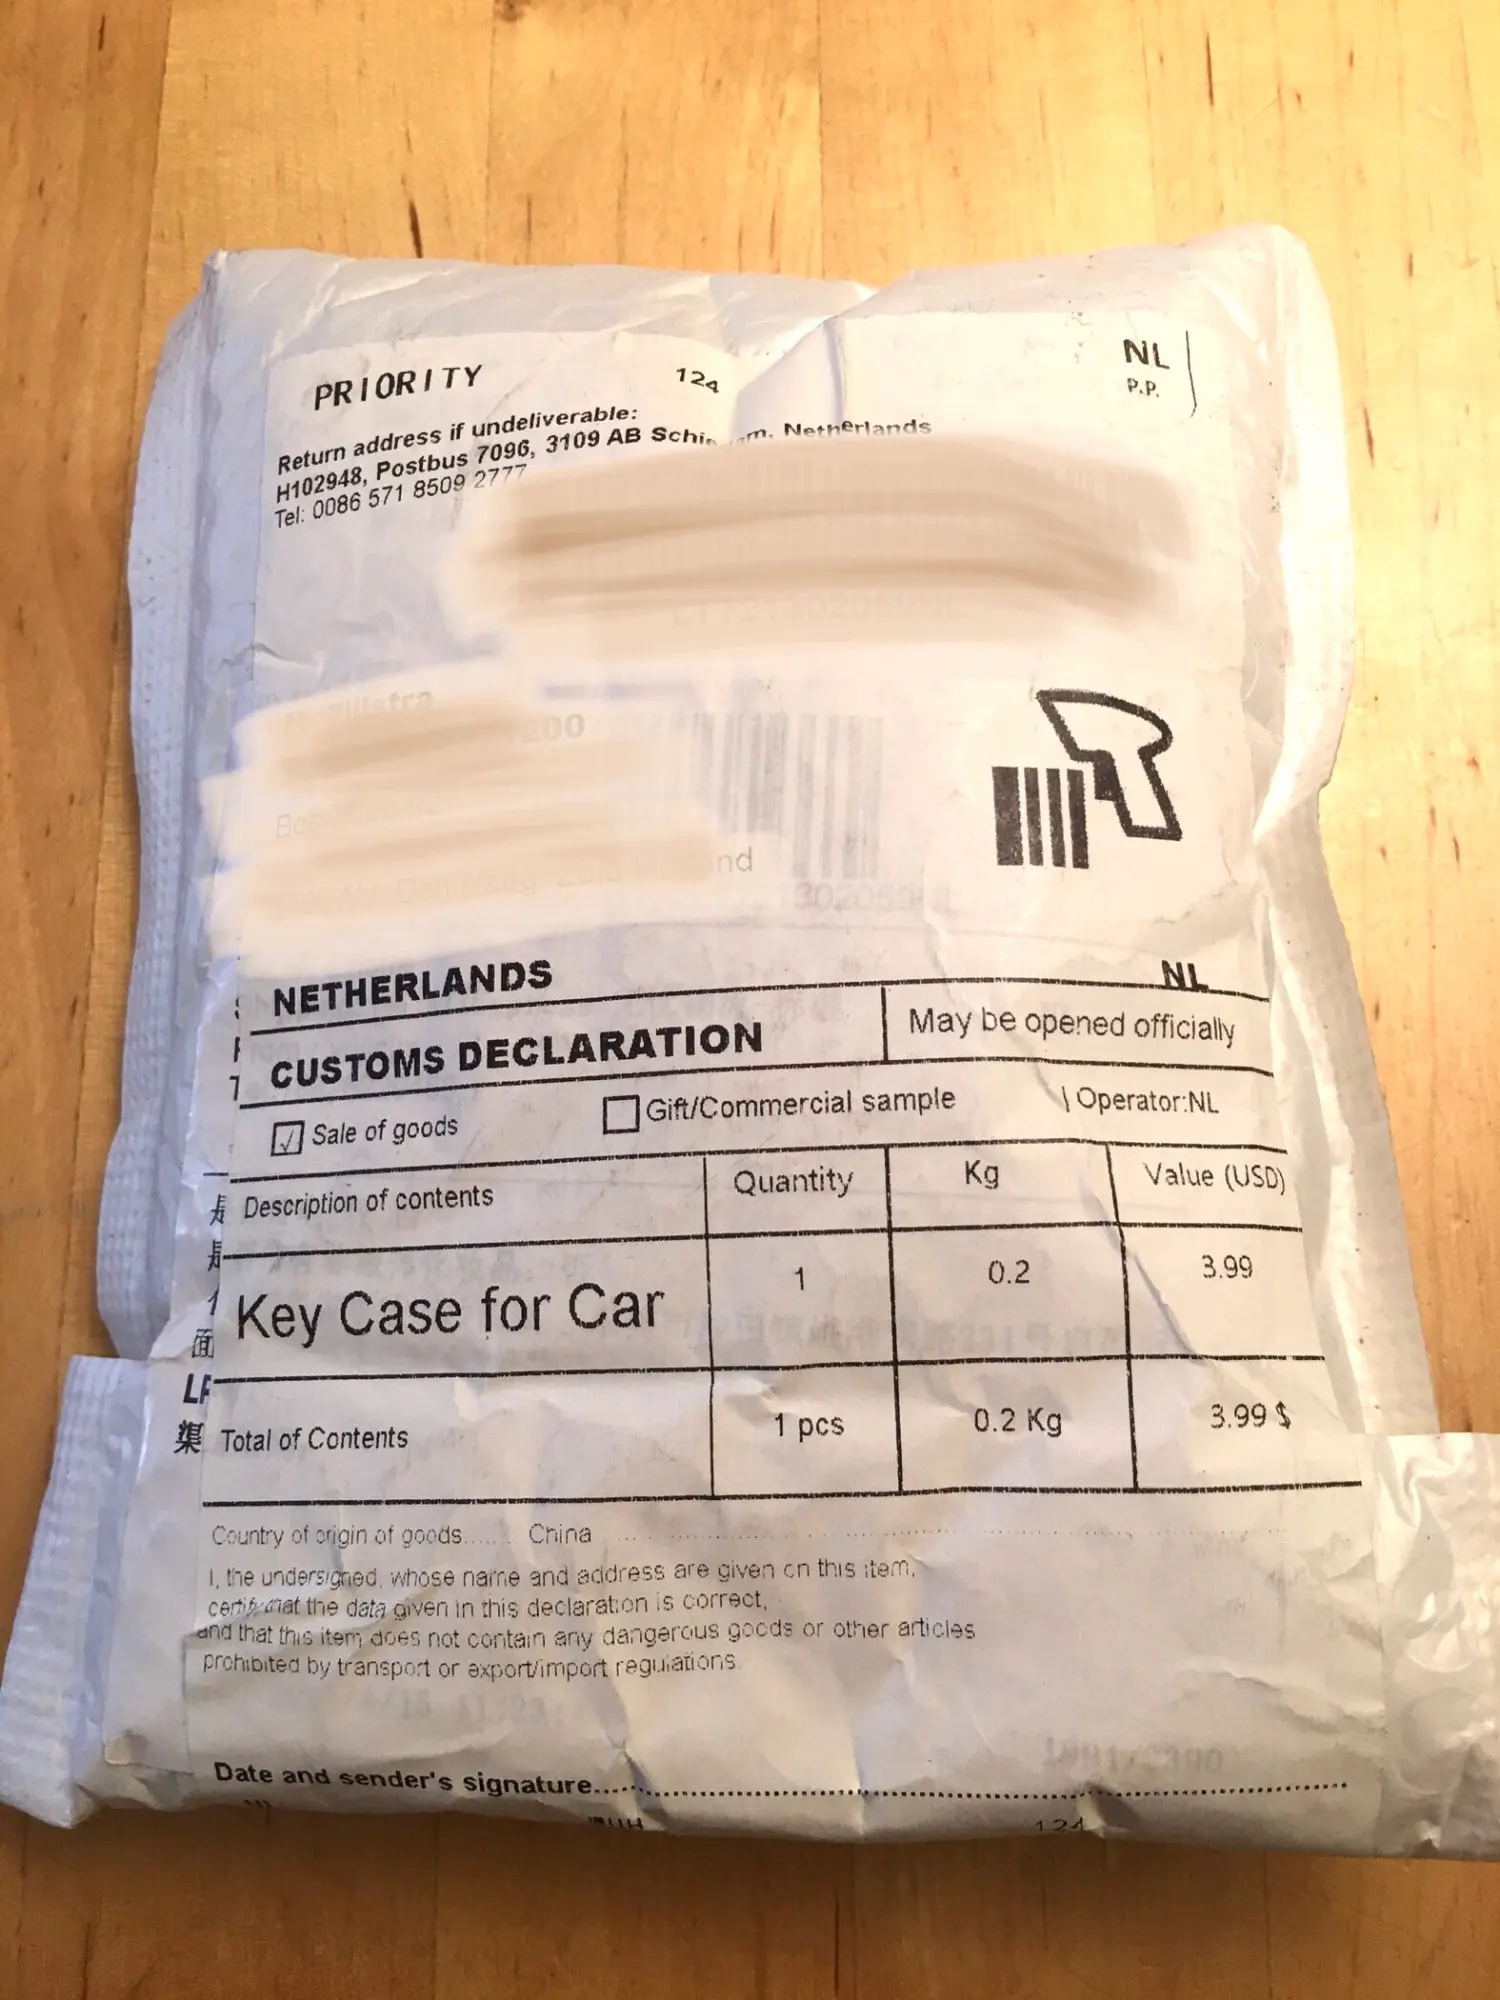 PRIORITY 124 NL
P.P.
Return address if undeliverable:
H102948, Postbus 7096, 3109 AB Netherlands
Tel: 0086 571 8509 2777
NETHERLANDS NL
CUSTOMS DECLARATION May be opened officially
Sale of goods Gift/Commercial sample Operator:NL
Description of contents Quantity Kg Value (USD)
Key Case for Car 1 0.2 3.99
Total of Contents 1 pcs 0.2 Kg 3.99 $
面
渠
Country of origin of goods...... China
I, the undersigned, whose name and address are given on this item,
certify that the data given in this declaration is correct,
and that this item does not contain any dangerous goods or other articles
prohibited by transport or export/import regulations.
Date and sender's signature
124